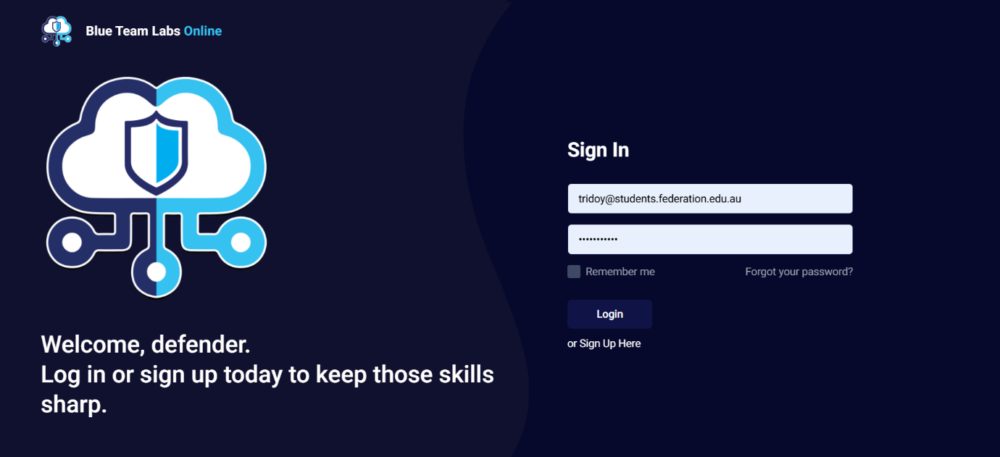 Blue Team Labs Online
Welcome, defender.
Log in or sign up today to keep those skills
sharp.
Sign In
tridoy@students.federation.edu.au
•••••••••••
Remember me
Forgot your password?
Login
or Sign Up Here